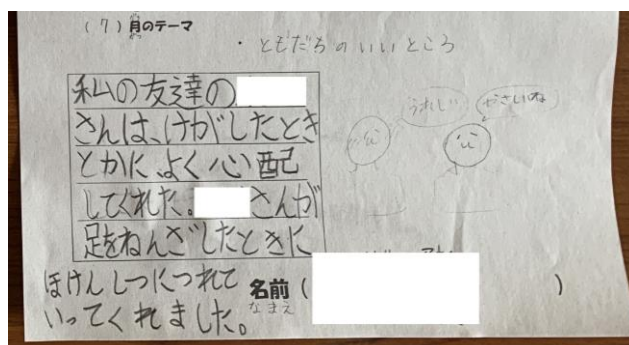 (7)月のテーマ
・ともだちのいいところ
私の友達の
さんは、けがしたとき
とかに、よく心配
してくれた。 さんが
足をねんざしたときに
ほけんしつにつれて
いってくれました。
うれしい
やさしいね
名前( )
なまえ